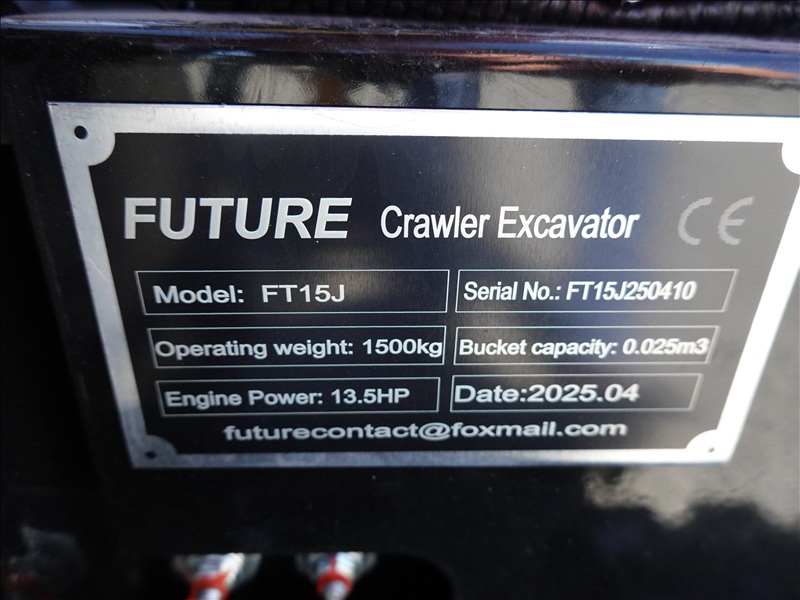 FUTURE Crawler Excavator CE
Model: FT15J
Serial No.: FT15J250410
Operating weight: 1500kg
Bucket capacity: 0.025m3
Engine Power: 13.5HP
Date:2025.04
futurecontact@foxmail.com